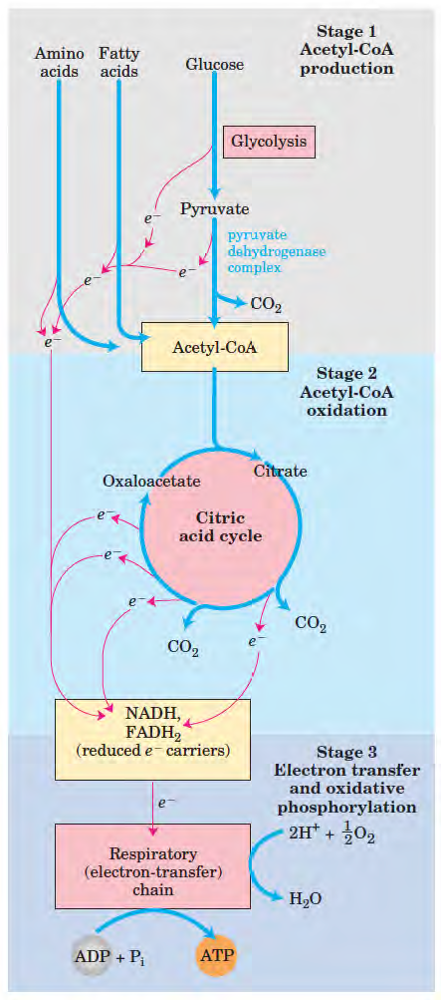 Stage 1
Acetyl-CoA
production
Amino
acids
Fatty
acids
Glucose
Glycolysis
e⁻
Pyruvate
pyruvate
dehydrogenase
complex
e⁻
e⁻
CO₂
e⁻
Acetyl-CoA
Stage 2
Acetyl-CoA
oxidation
Oxaloacetate
Citrate
Citric
acid cycle
e⁻
e⁻
e⁻
CO₂
CO₂
e⁻
NADH,
FADH₂
(reduced e⁻ carriers)
Stage 3
Electron transfer
and oxidative
phosphorylation
e⁻
2H⁺ + ½O₂
Respiratory
(electron-transfer)
chain
H₂O
ADP + Pᵢ
ATP